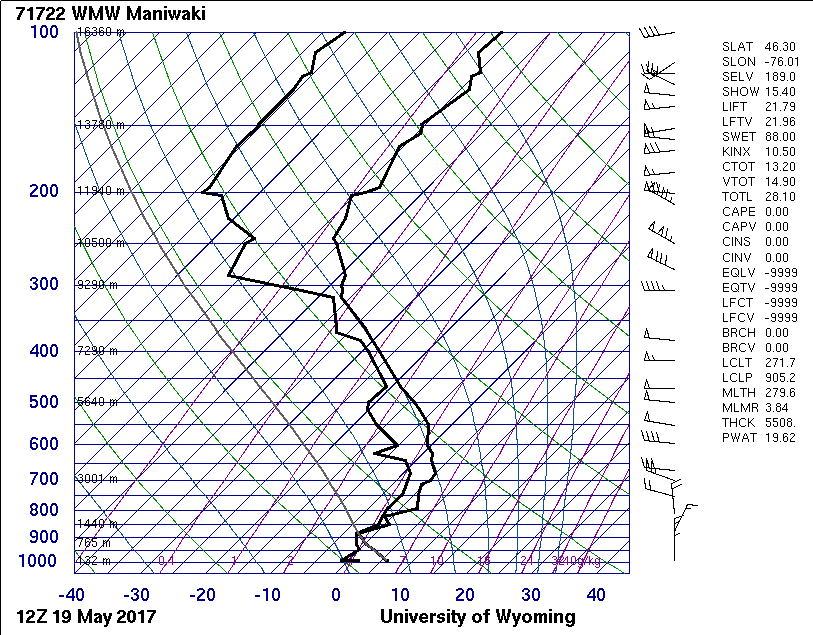 71722 WMW Maniwaki
100
16360 m
13780 m
200
11940 m
10500 m
300
9290 m
400
7290 m
500
5640 m
600
700
3001 m
800
1440 m
900
765 m
1000
132 m
0.4
1
2
7
10
16
24
32
40g/kg
-40 -30 -20 -10 0 10 20 30 40
12Z 19 May 2017
University of Wyoming
SLAT 46.30
SLON -76.01
SELV 189.0
SHOW 15.40
LIFT 21.79
LFTV 21.96
SWET 88.00
KINX 10.50
CTOT 13.20
VTOT 14.90
TOTL 28.10
CAPE 0.00
CAPV 0.00
CINS 0.00
CINV 0.00
EQLV -9999
EQTV -9999
LFCT -9999
LFCV -9999
BRCH 0.00
BRCV 0.00
LCLT 271.7
LCLP 905.2
MLTH 279.6
MLMR 3.84
THCK 5508.
PWAT 19.62